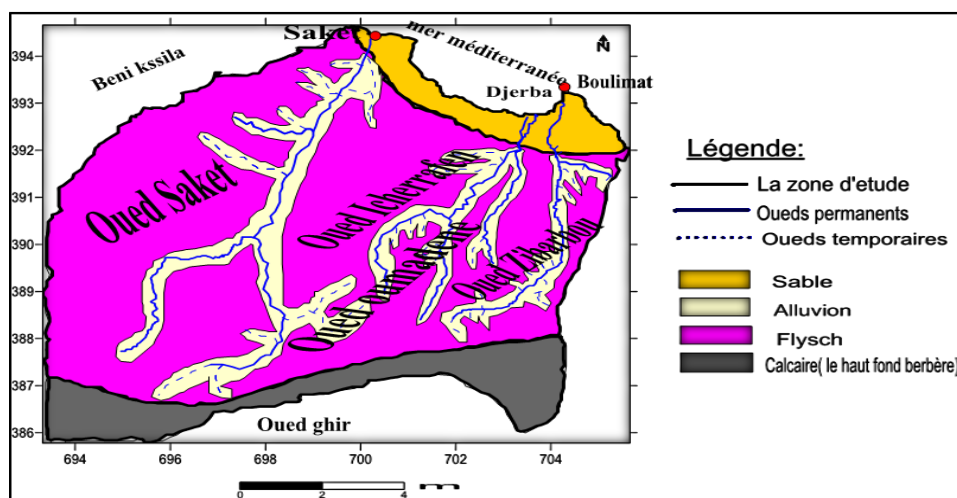 Saket
mer méditerranée
N
Beni kssila
Djerba
Boulimat
Oued Saket
Oued Icherrafen
Oued oumadene
Oued Zibarbou
Oued ghir
394
393
392
391
390
389
388
387
386
694
696
698
700
702
704
0
2
4
Légende:
La zone d'etude
Oueds permanents
Oueds temporaires
Sable
Alluvion
Flysch
Calcaire( le haut fond berbère)